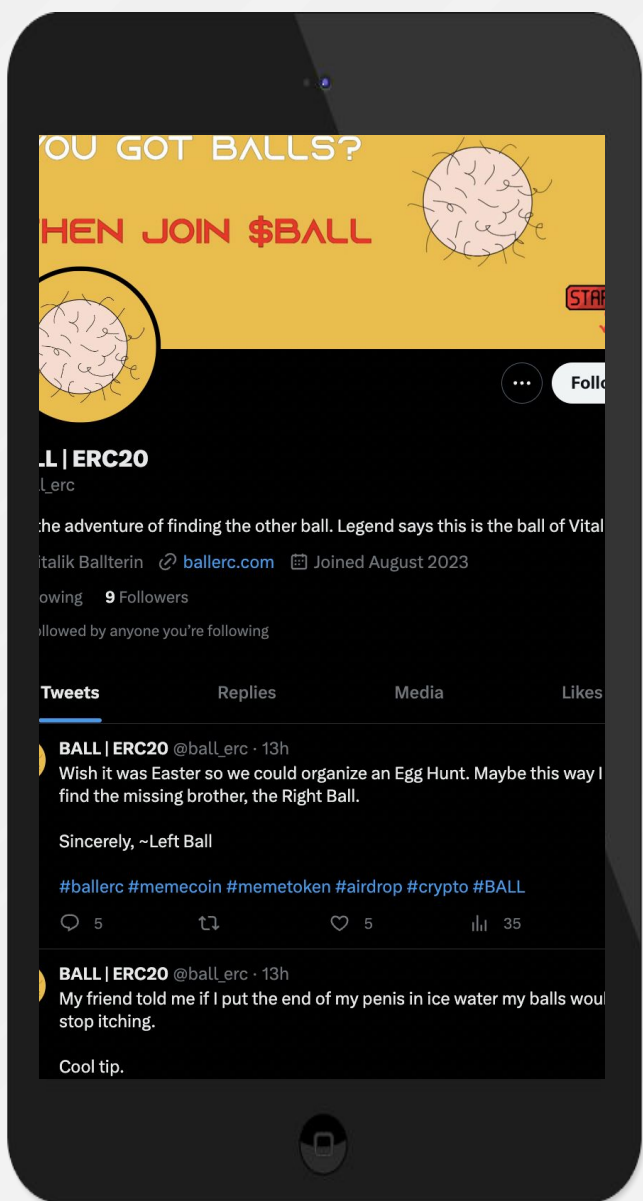 YOU GOT BALLS?
HEN JOIN $BALL
STAR
Follo
LL | ERC20
ll_erc
the adventure of finding the other ball. Legend says this is the ball of Vital
italik Ballterin ballerc.com Joined August 2023
owing 9 Followers
ollowed by anyone you’re following
Tweets Replies Media Likes
BALL | ERC20 @ball_erc · 13h
Wish it was Easter so we could organize an Egg Hunt. Maybe this way I
find the missing brother, the Right Ball.
Sincerely, ~Left Ball
#ballerc #memecoin #memetoken #airdrop #crypto #BALL
5 5 35
BALL | ERC20 @ball_erc · 13h
My friend told me if I put the end of my penis in ice water my balls woul
stop itching.
Cool tip.